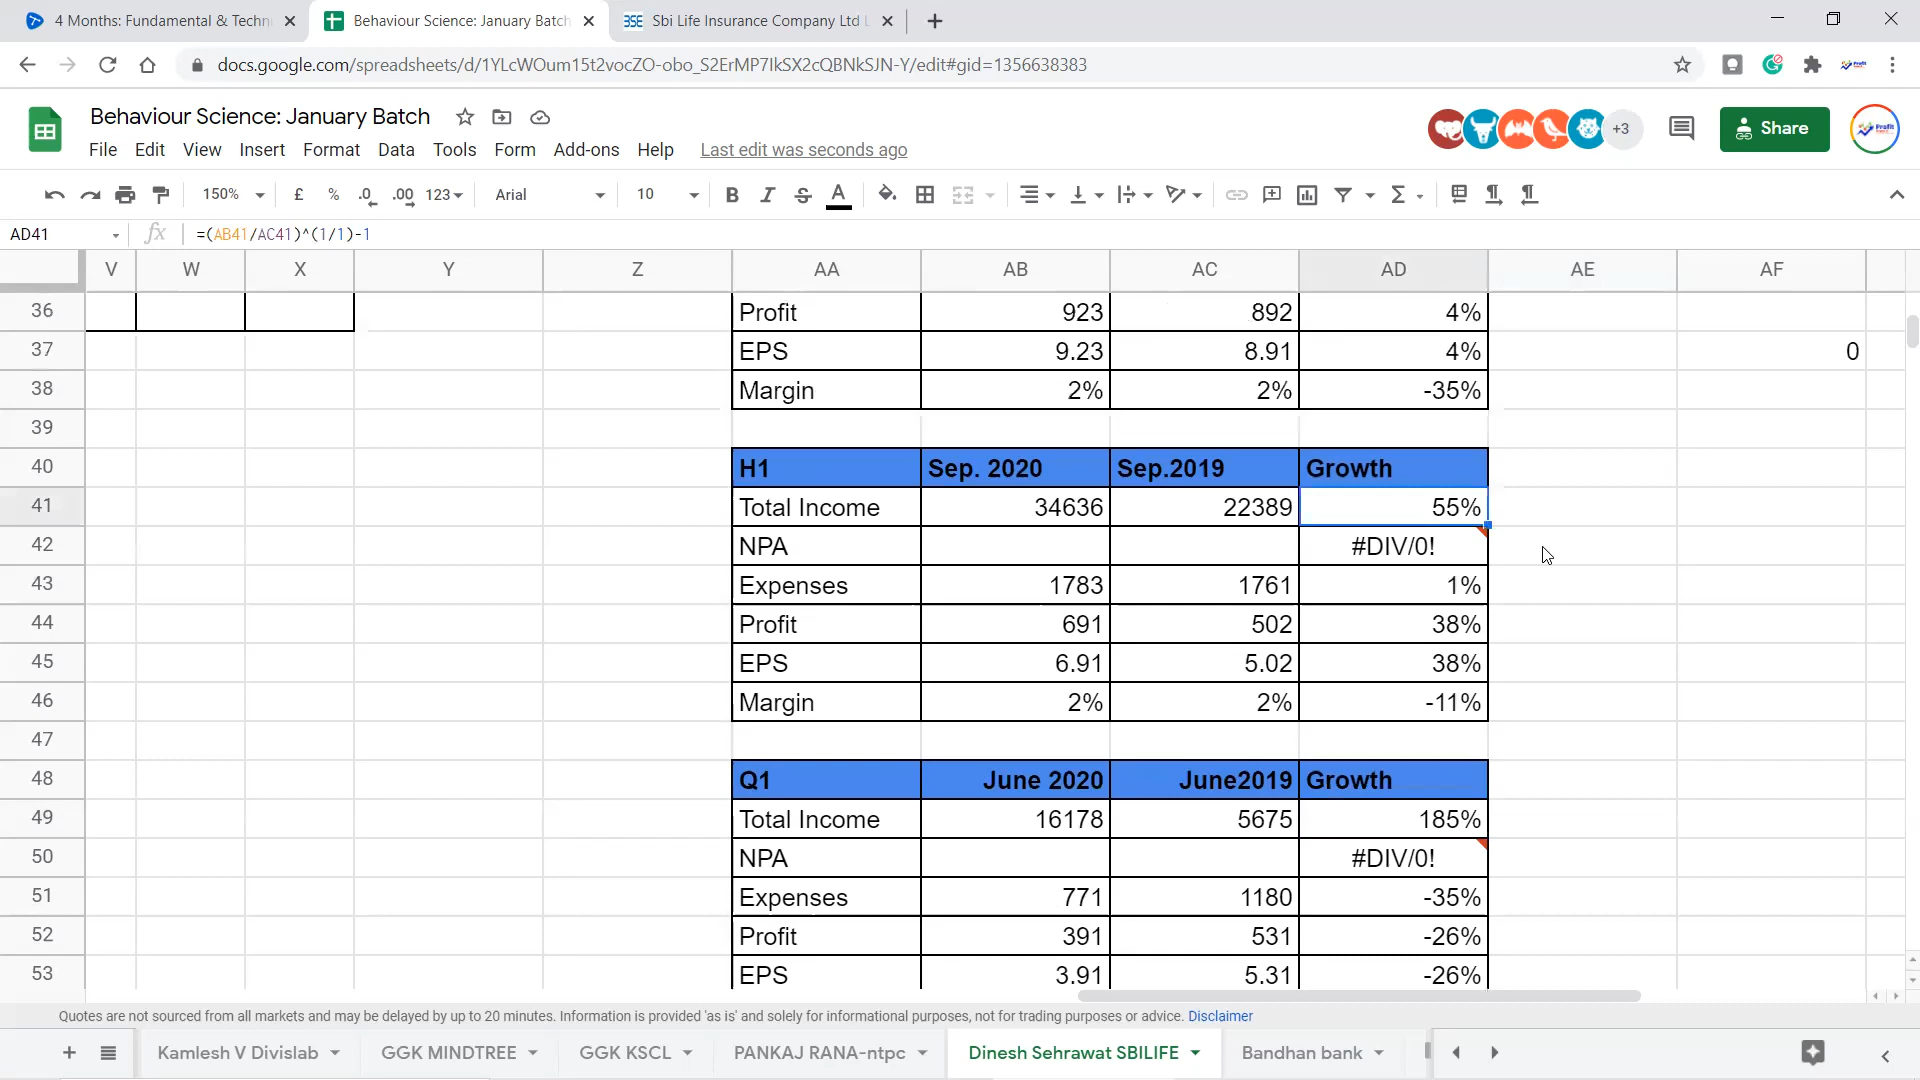 4 Months: Fundamental & Techn
Behaviour Science: January Batch
BSE Sbi Life Insurance Company Ltd L
docs.google.com/spreadsheets/d/1YLcWOum15t2vocZO-obo_S2ErMP7IkSX2cQBNkSJN-Y/edit#gid=1356638383
Behaviour Science: January Batch
+3
Share
File Edit View Insert Format Data Tools Form Add-ons Help Last edit was seconds ago
150% £ % .0 .00 123 Arial 10 B I S A Σ
AD41 fx =(AB41/AC41)^(1/1)-1
V W X Y Z AA AB AC AD AE AF
36 Profit 923 892 4%
37 EPS 9.23 8.91 4% 0
38 Margin 2% 2% -35%
39
40 H1 Sep. 2020 Sep.2019 Growth
41 Total Income 34636 22389 55%
42 NPA #DIV/0!
43 Expenses 1783 1761 1%
44 Profit 691 502 38%
45 EPS 6.91 5.02 38%
46 Margin 2% 2% -11%
47
48 Q1 June 2020 June2019 Growth
49 Total Income 16178 5675 185%
50 NPA #DIV/0!
51 Expenses 771 1180 -35%
52 Profit 391 531 -26%
53 EPS 3.91 5.31 -26%
Quotes are not sourced from all markets and may be delayed by up to 20 minutes. Information is provided 'as is' and solely for informational purposes, not for trading purposes or advice. Disclaimer
Kamlesh V Divislab GGK MINDTREE GGK KSCL PANKAJ RANA-ntpc Dinesh Sehrawat SBILIFE Bandhan bank